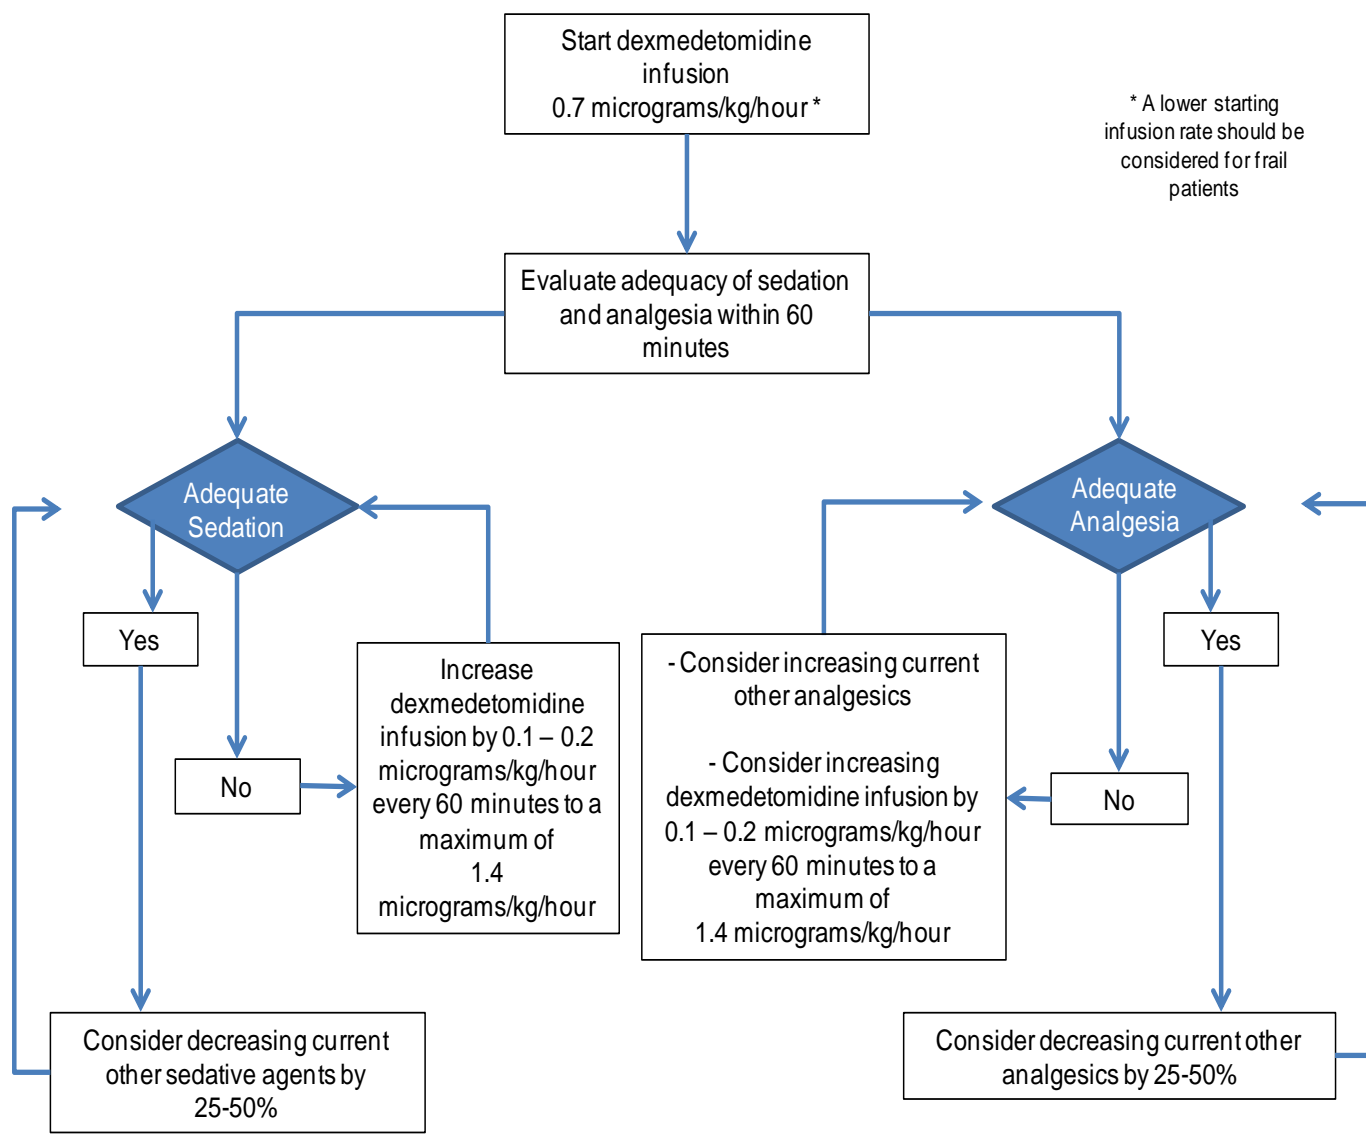 Start dexmedetomidine
infusion
0.7 micrograms/kg/hour *
* A lower starting
infusion rate should be
considered for frail
patients
Evaluate adequacy of sedation
and analgesia within 60
minutes
Adequate
Sedation
Adequate
Analgesia
Yes
No
Increase
dexmedetomidine
infusion by 0.1 – 0.2
micrograms/kg/hour
every 60 minutes to a
maximum of
1.4
micrograms/kg/hour
- Consider increasing current
other analgesics
- Consider increasing
dexmedetomidine infusion by
0.1 – 0.2 micrograms/kg/hour
every 60 minutes to a
maximum of
1.4 micrograms/kg/hour
Yes
No
Consider decreasing current
other sedative agents by
25-50%
Consider decreasing current other
analgesics by 25-50%